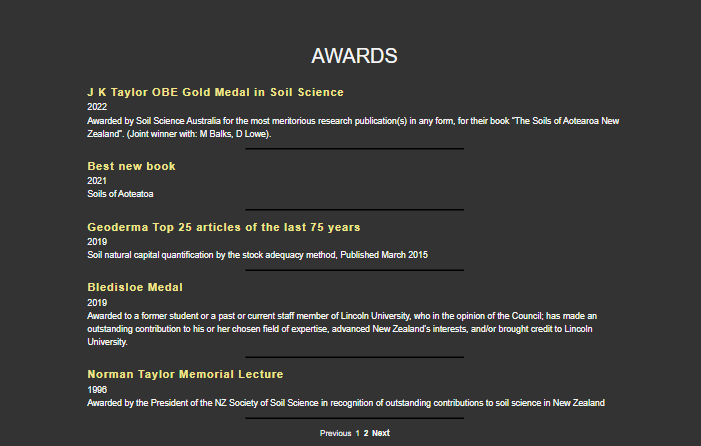 AWARDS
J K Taylor OBE Gold Medal in Soil Science
2022
Awarded by Soil Science Australia for the most meritorious research publication(s) in any form, for their book "The Soils of Aotearoa New
Zealand". (Joint winner with: M Balks, D Lowe).
Best new book
2021
Soils of Aoteatoa
Geoderma Top 25 articles of the last 75 years
2019
Soil natural capital quantification by the stock adequacy method, Published March 2015
Bledisloe Medal
2019
Awarded to a former student or a past or current staff member of Lincoln University, who in the opinion of the Council; has made an
outstanding contribution to his or her chosen field of expertise, advanced New Zealand's interests, and/or brought credit to Lincoln
University.
Norman Taylor Memorial Lecture
1996
Awarded by the President of the NZ Society of Soil Science in recognition of outstanding contributions to soil science in New Zealand
Previous 1 2 Next